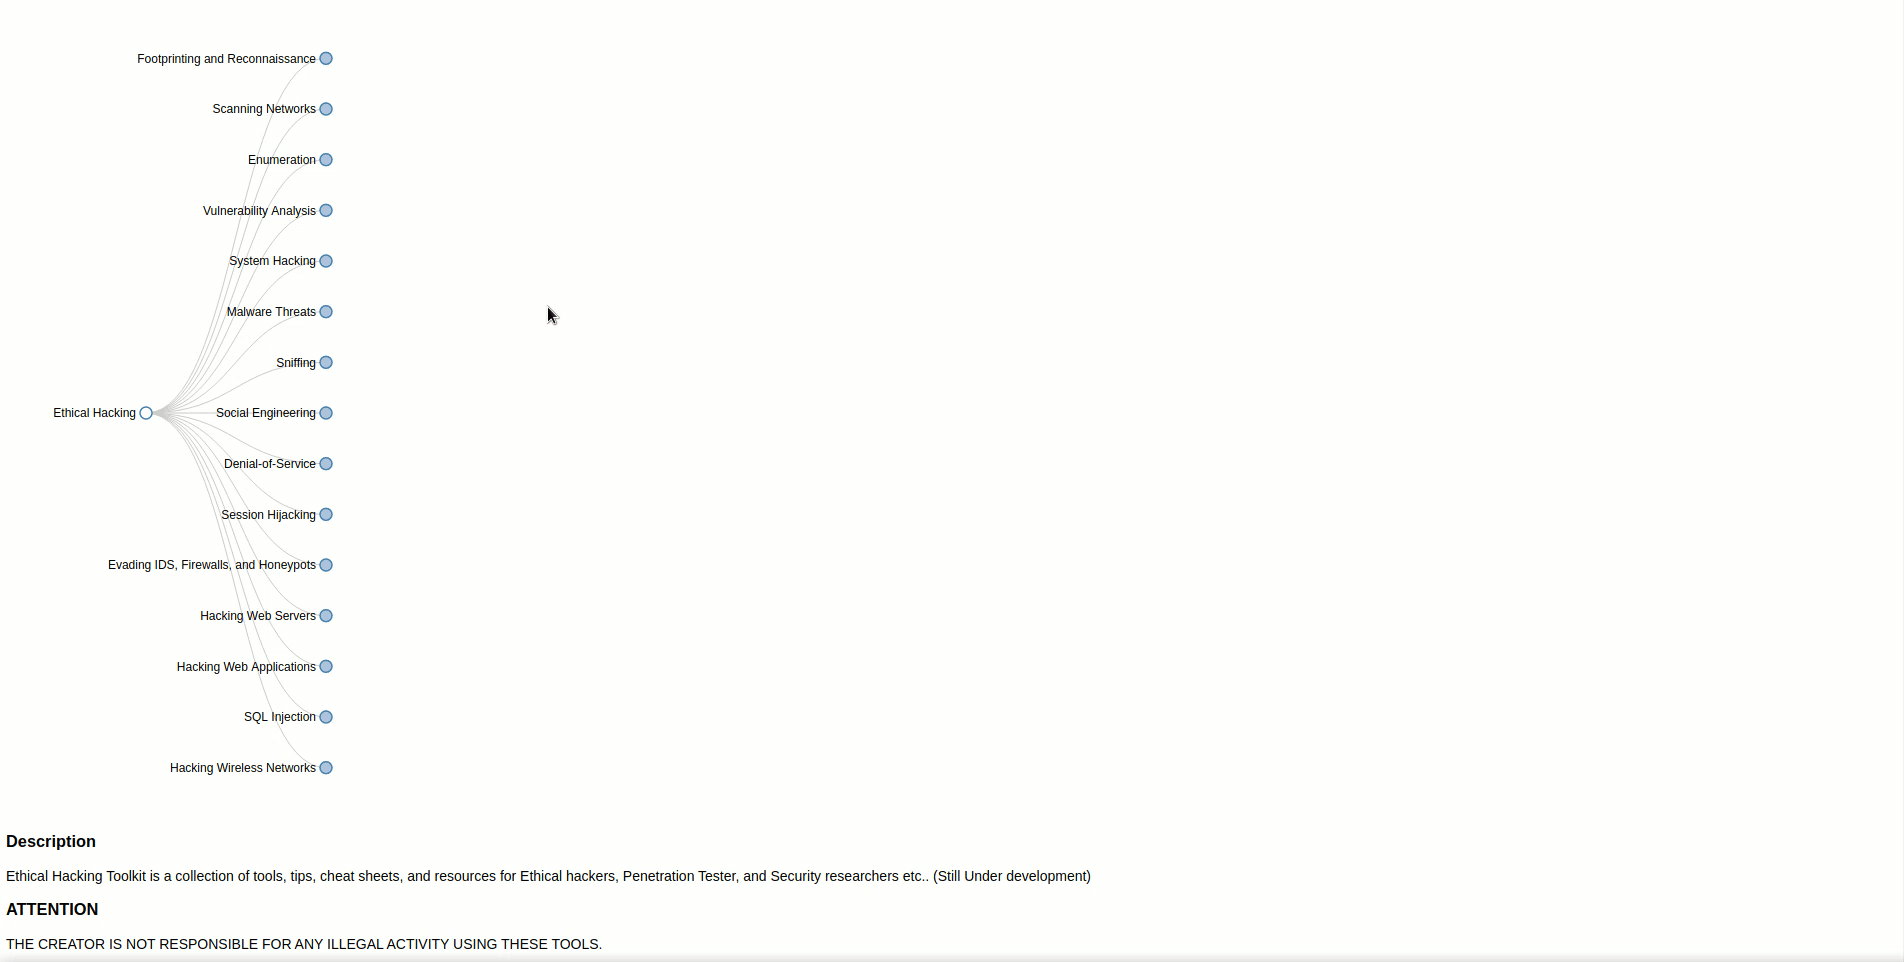 Footprinting and Reconnaissance
Scanning Networks
Enumeration
Vulnerability Analysis
System Hacking
Malware Threats
Sniffing
Ethical Hacking
Social Engineering
Denial-of-Service
Session Hijacking
Evading IDS, Firewalls, and Honeypots
Hacking Web Servers
Hacking Web Applications
SQL Injection
Hacking Wireless Networks
Description
Ethical Hacking Toolkit is a collection of tools, tips, cheat sheets, and resources for Ethical hackers, Penetration Tester, and Security researchers etc.. (Still Under development)
ATTENTION
THE CREATOR IS NOT RESPONSIBLE FOR ANY ILLEGAL ACTIVITY USING THESE TOOLS.